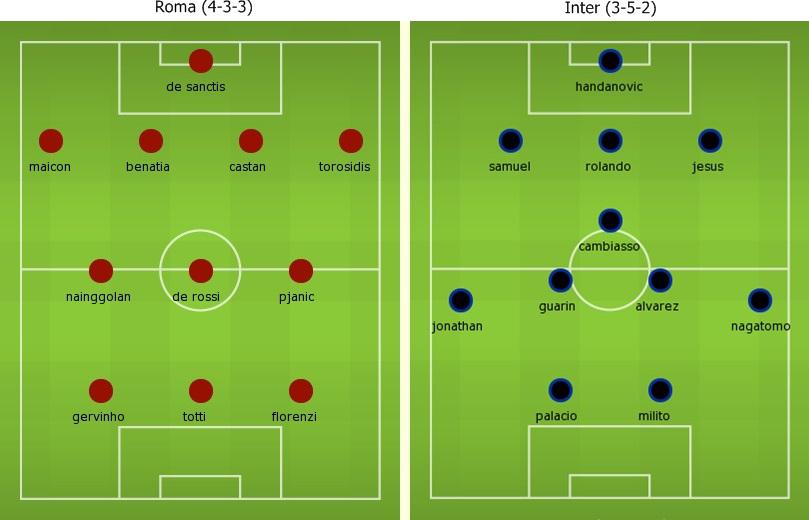 Roma (4-3-3)
de sanctis
maicon benatia castan torosidis
nainggolan de rossi pjanic
gervinho totti florenzi
Inter (3-5-2)
handanovic
samuel rolando jesus
cambiasso
guarin alvarez
jonathan nagatomo
palacio milito